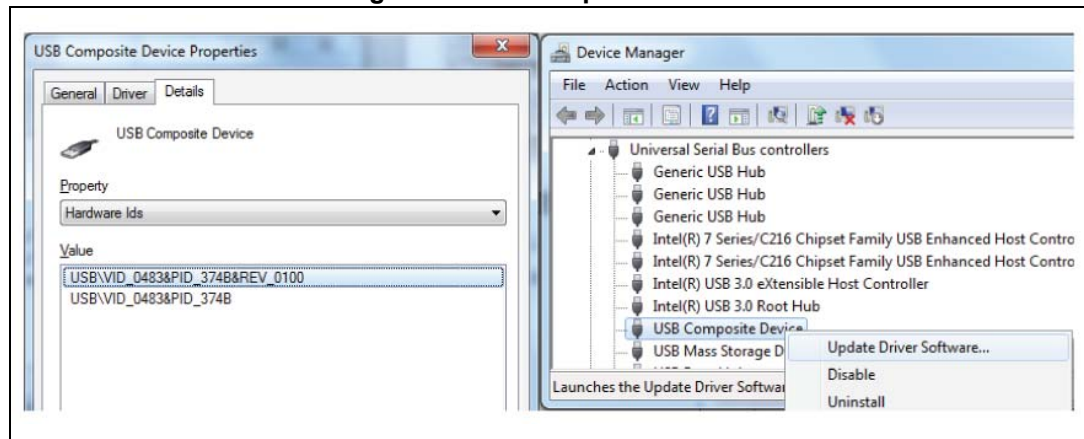 USB Composite Device Properties
General Driver Details
USB Composite Device
Property
Hardware Ids
Value
USB\VID_0483&PID_374B&REV_0100
USB\VID_0483&PID_374B
Device Manager
File Action View Help
Universal Serial Bus controllers
Generic USB Hub
Generic USB Hub
Generic USB Hub
Intel(R) 7 Series/C216 Chipset Family USB Enhanced Host Contro
Intel(R) 7 Series/C216 Chipset Family USB Enhanced Host Contro
Intel(R) USB 3.0 eXtensible Host Controller
Intel(R) USB 3.0 Root Hub
USB Composite Device
USB Mass Storage D
Update Driver Software...
Disable
Uninstall
Launches the Update Driver Softwa